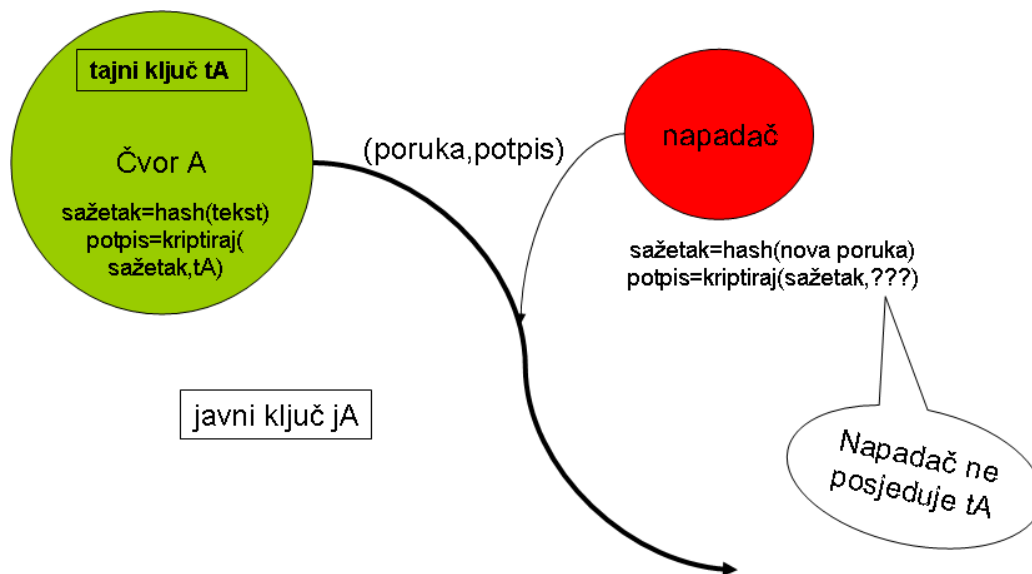 tajni ključ tA
Čvor A
sažetak=hash(tekst)
potpis=kriptiraj(
sažetak,tA)
(poruka,potpis)
napadač
sažetak=hash(nova poruka)
potpis=kriptiraj(sažetak,???)
javni ključ jA
Napadač ne
posjeduje tA